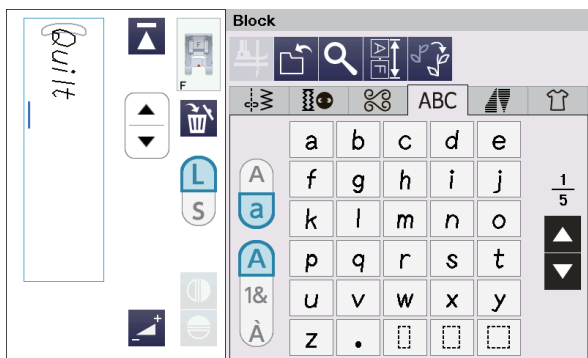 Block
Quilt
F
A F
ABC
L
S
A
a
A
1&
À
a b c d e
f g h i j
k l m n o
p q r s t
u v w x y
z .
1
5